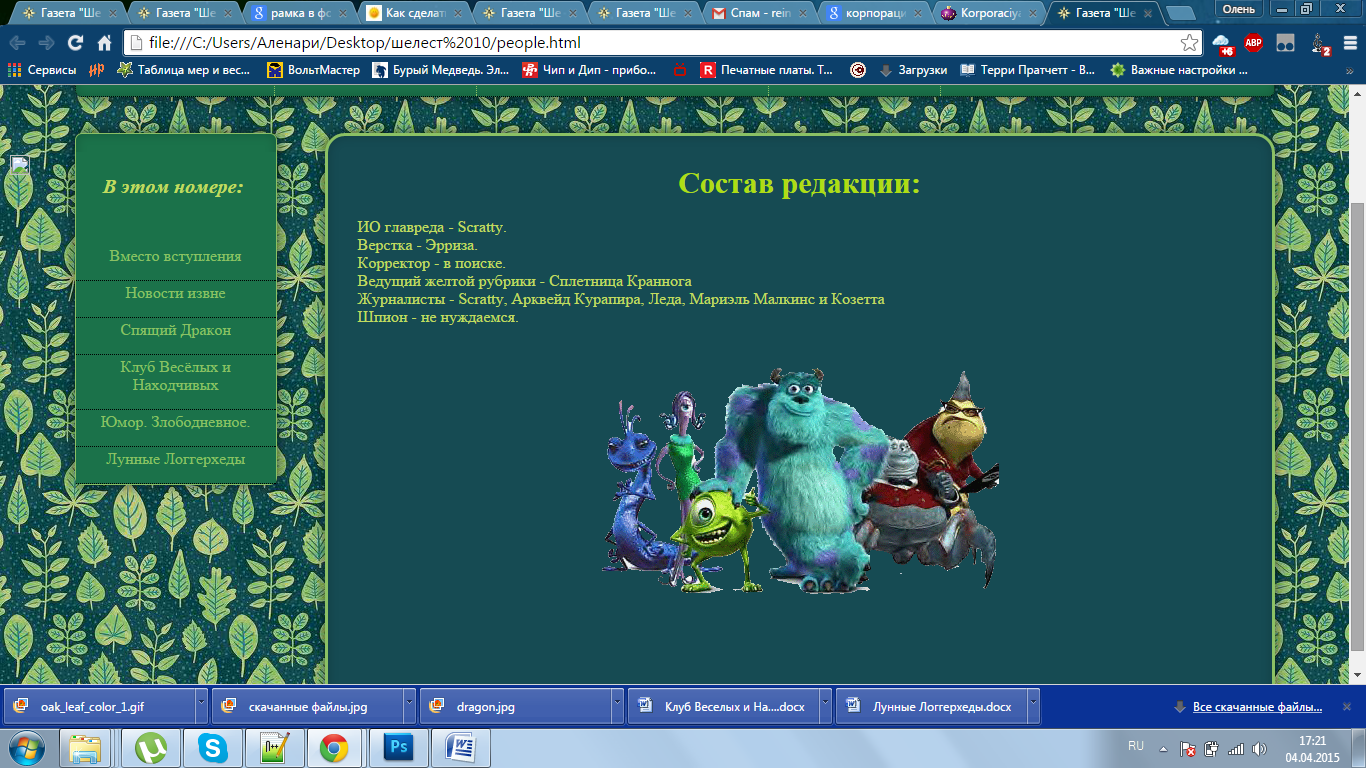 Газета "Ше
Газета "Ше
рамка в фо
Как сделат
Газета "Ше
Газета "Ше
Спам - rein
корпораци
Korporaciya
Газета "Ше
Олень
file:///C:/Users/Аленари/Desktop/шелест%2010/people.html
+6
ABP
2
Сервисы
Таблица мер и вес...
ВольтМастер
Бурый Медведь. Эл...
Чип и Дип - прибо...
Печатные платы. Т...
Загрузки
Терри Пратчетт - В...
Важные настройки ...
»
В этом номере:
Вместо вступления
Новости извне
Спящий Дракон
Клуб Весёлых и
Находчивых
Юмор. Злободневное.
Лунные Логгерхеды
Состав редакции:
ИО главреда - Scratty.
Верстка - Эрриза.
Корректор - в поиске.
Ведущий желтой рубрики - Сплетница Краннога
Журналисты - Scratty, Арквейд Курапира, Леда, Мариэль Малкинс и Козетта
Шпион - не нуждаемся.
oak_leaf_color_1.gif
скачанные файлы.jpg
dragon.jpg
Клуб Веселых и На....docx
Лунные Логгерхеды.docx
Все скачанные файлы...
RU
17:21
04.04.2015